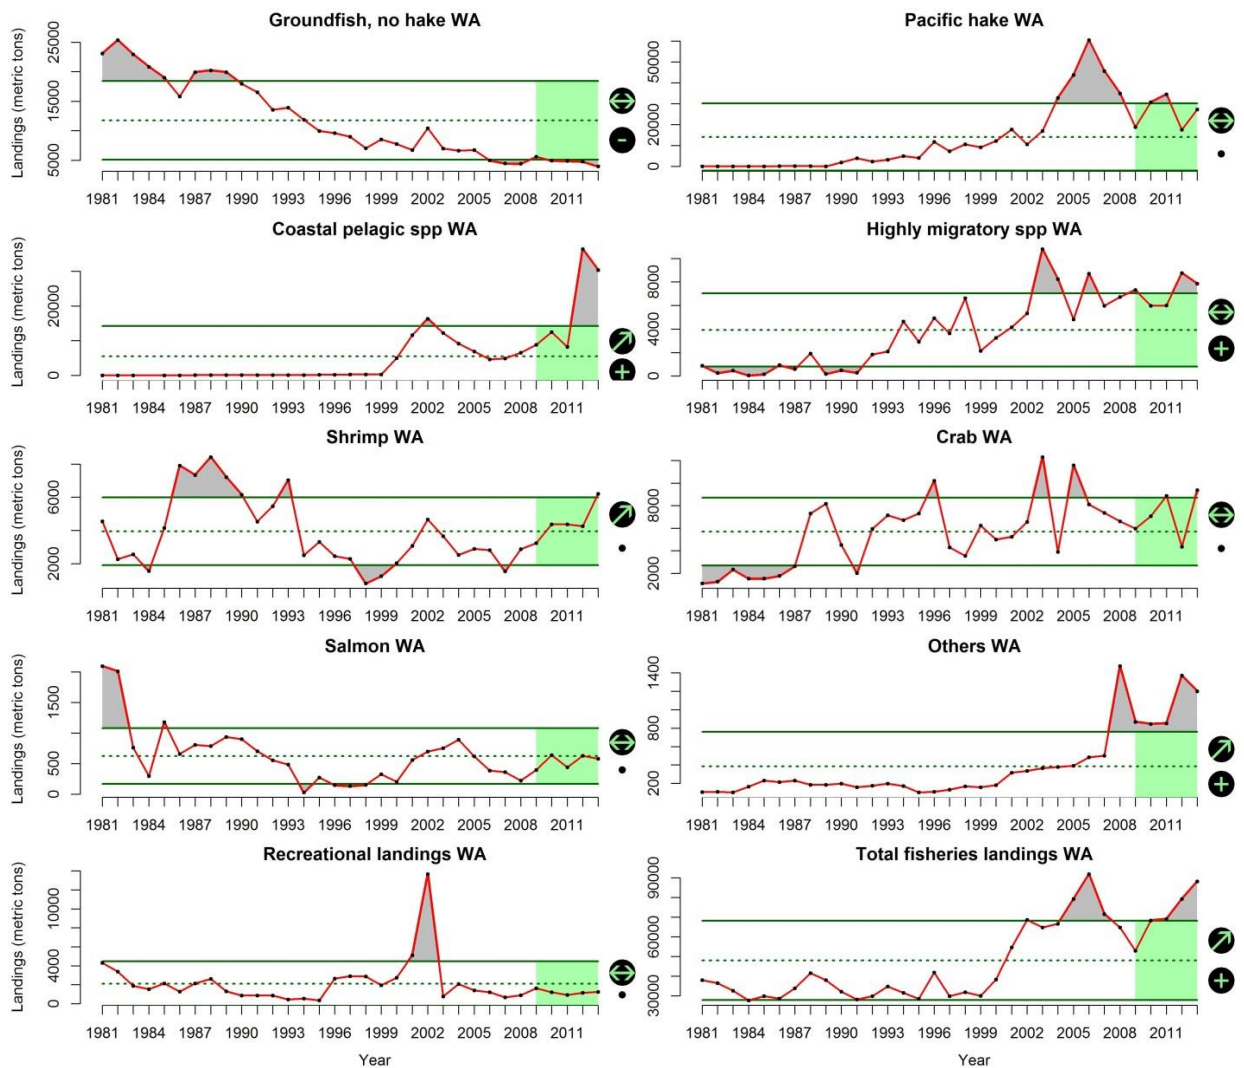 Groundfish, no hake WA
Landings (metric tons)
25000
15000
5000
1981 1984 1987 1990 1993 1996 1999 2002 2005 2008 2011
Pacific hake WA
50000
20000
0
1981 1984 1987 1990 1993 1996 1999 2002 2005 2008 2011
Coastal pelagic spp WA
Landings (metric tons)
20000
0
1981 1984 1987 1990 1993 1996 1999 2002 2005 2008 2011
Highly migratory spp WA
8000
4000
0
1981 1984 1987 1990 1993 1996 1999 2002 2005 2008 2011
Shrimp WA
Landings (metric tons)
6000
2000
1981 1984 1987 1990 1993 1996 1999 2002 2005 2008 2011
Crab WA
8000
2000
1981 1984 1987 1990 1993 1996 1999 2002 2005 2008 2011
Salmon WA
Landings (metric tons)
1500
500
0
1981 1984 1987 1990 1993 1996 1999 2002 2005 2008 2011
Others WA
1400
800
200
1981 1984 1987 1990 1993 1996 1999 2002 2005 2008 2011
Recreational landings WA
Landings (metric tons)
10000
4000
0
1981 1984 1987 1990 1993 1996 1999 2002 2005 2008 2011
Year
Total fisheries landings WA
90000
60000
30000
1981 1984 1987 1990 1993 1996 1999 2002 2005 2008 2011
Year